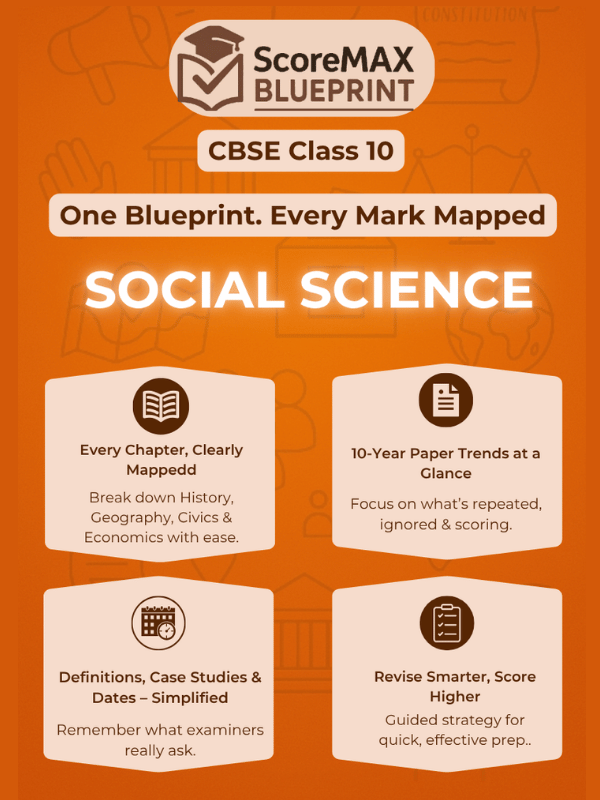 CONSTITUTION
ScoreMAX
BLUEPRINT
CBSE Class 10
One Blueprint. Every Mark Mapped
SOCIAL SCIENCE
Every Chapter, Clearly
Mappedd
Break down History,
Geography, Civics &
Economics with ease.
10-Year Paper Trends at a
Glance
Focus on what’s repeated,
ignored & scoring.
Definitions, Case Studies &
Dates – Simplified
Remember what examiners
really ask.
Revise Smarter, Score
Higher
Guided strategy for
quick, effective prep..